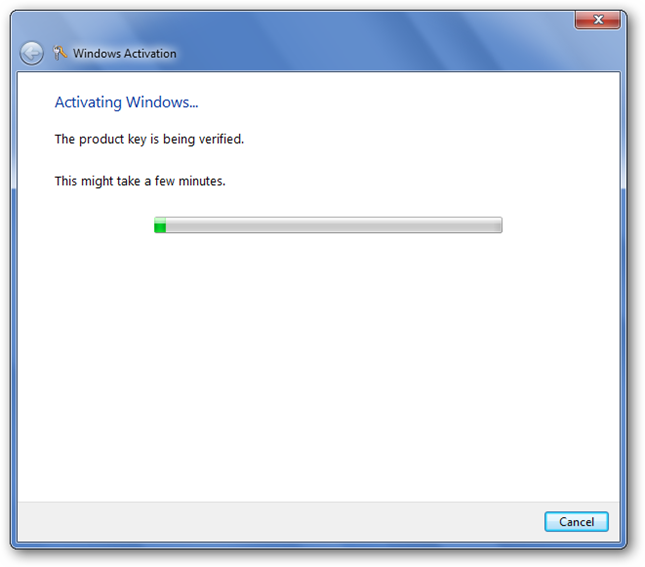 Windows Activation
Activating Windows...
The product key is being verified.
This might take a few minutes.
Cancel